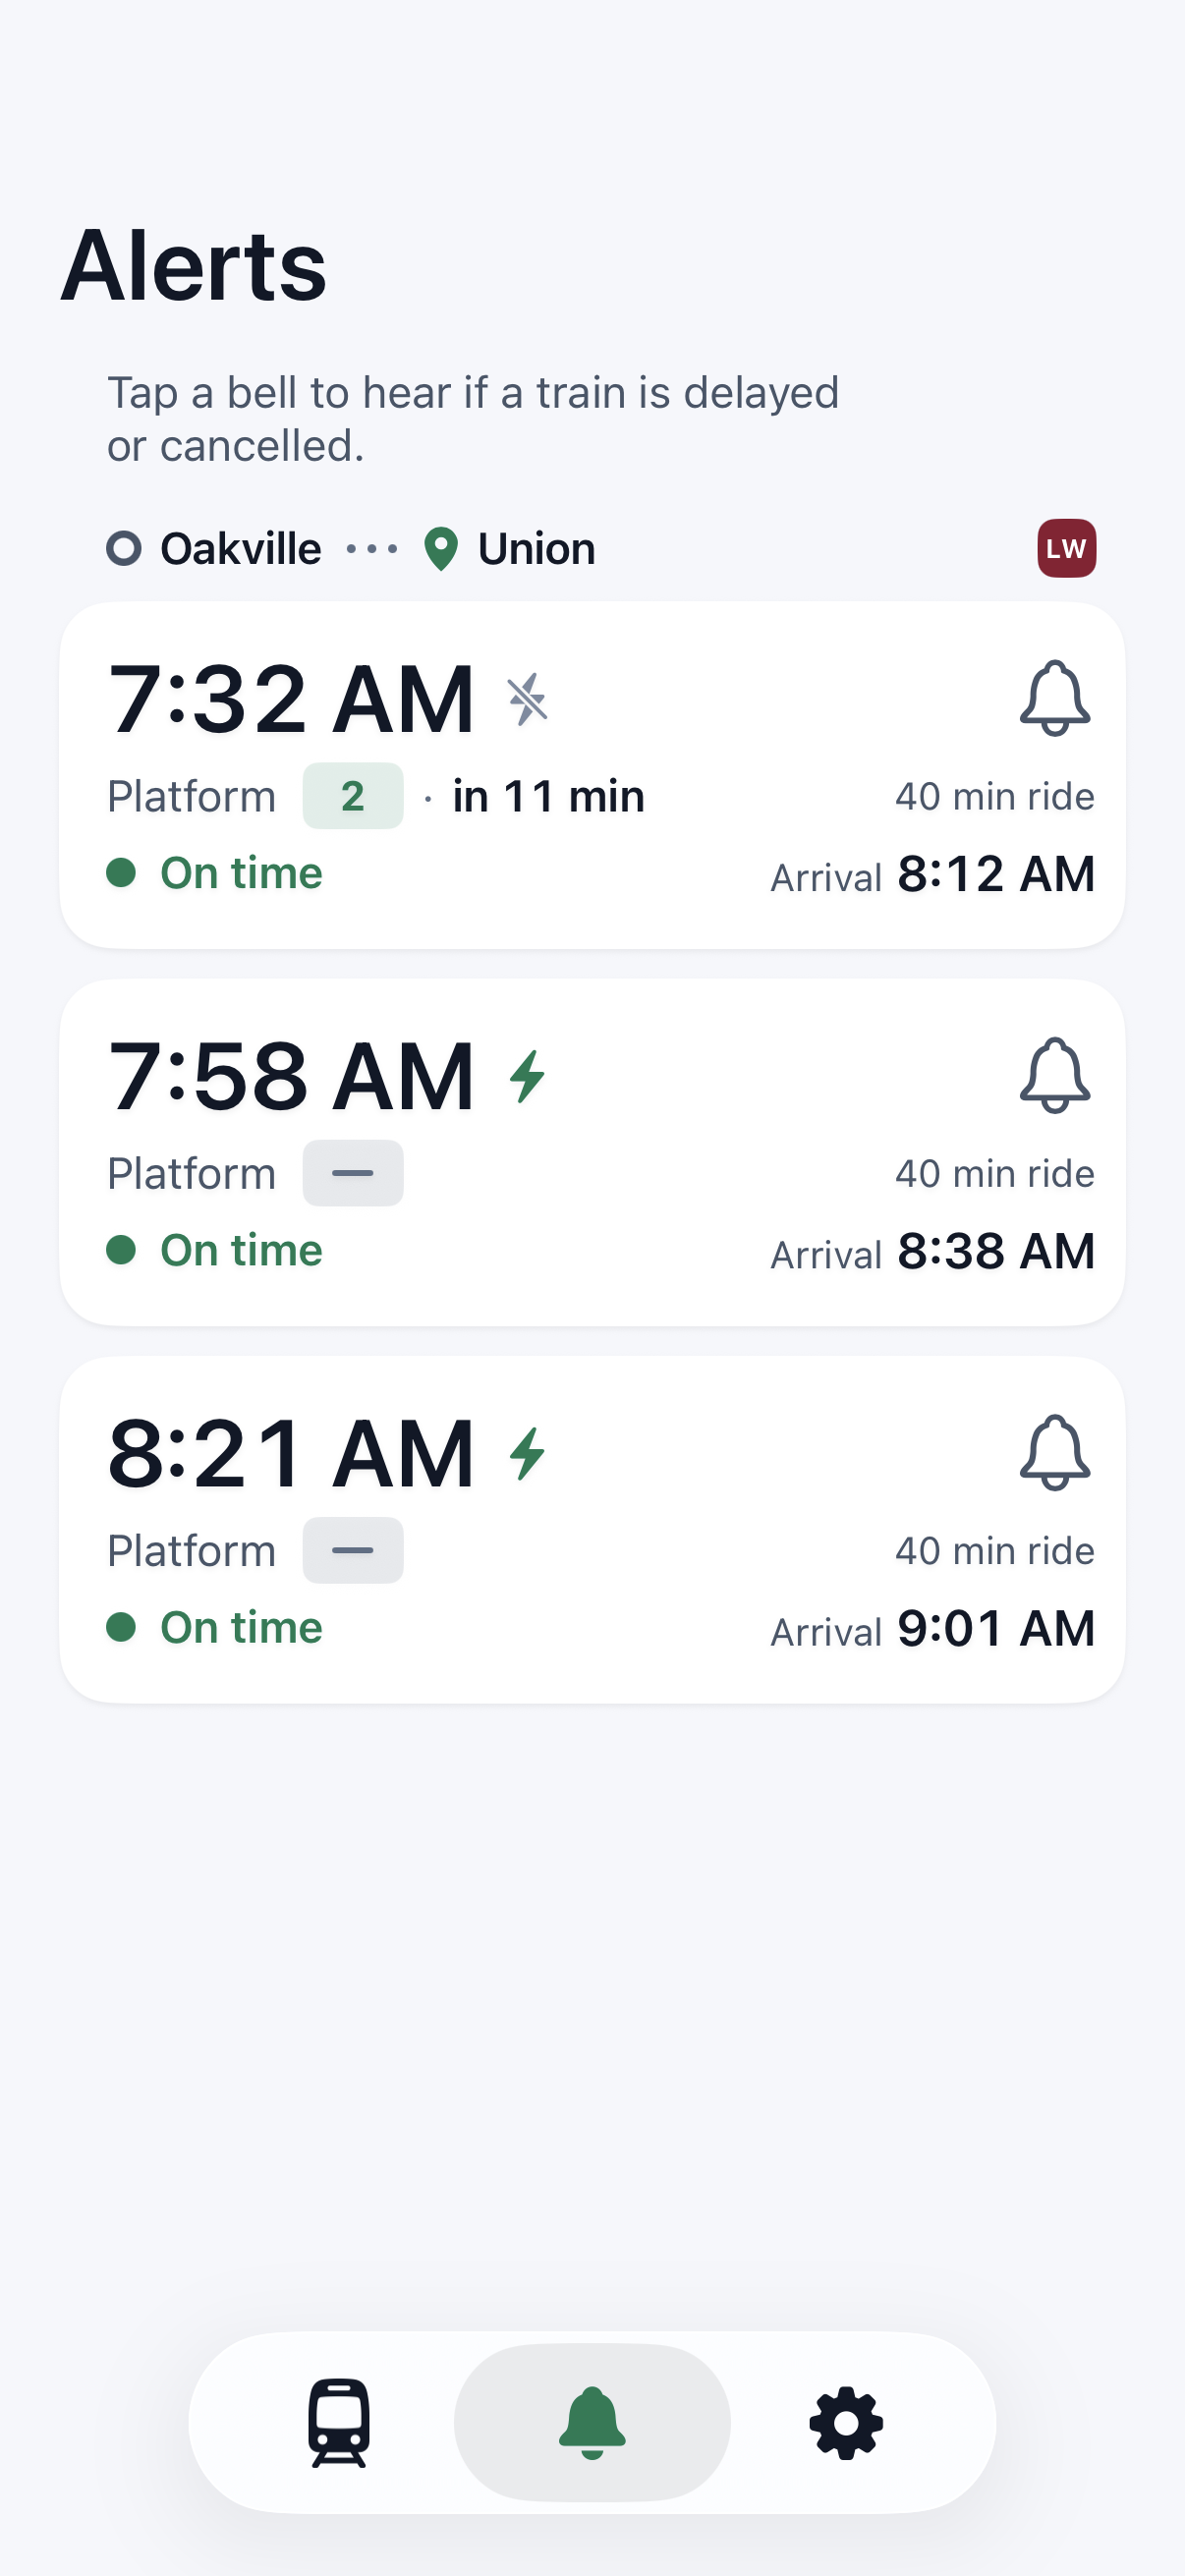 Alerts
Tap a bell to hear if a train is delayed
or cancelled.
Oakville ··· Union LW
7:32 AM
Platform 2 · in 11 min 40 min ride
On time Arrival 8:12 AM
7:58 AM
Platform — 40 min ride
On time Arrival 8:38 AM
8:21 AM
Platform — 40 min ride
On time Arrival 9:01 AM